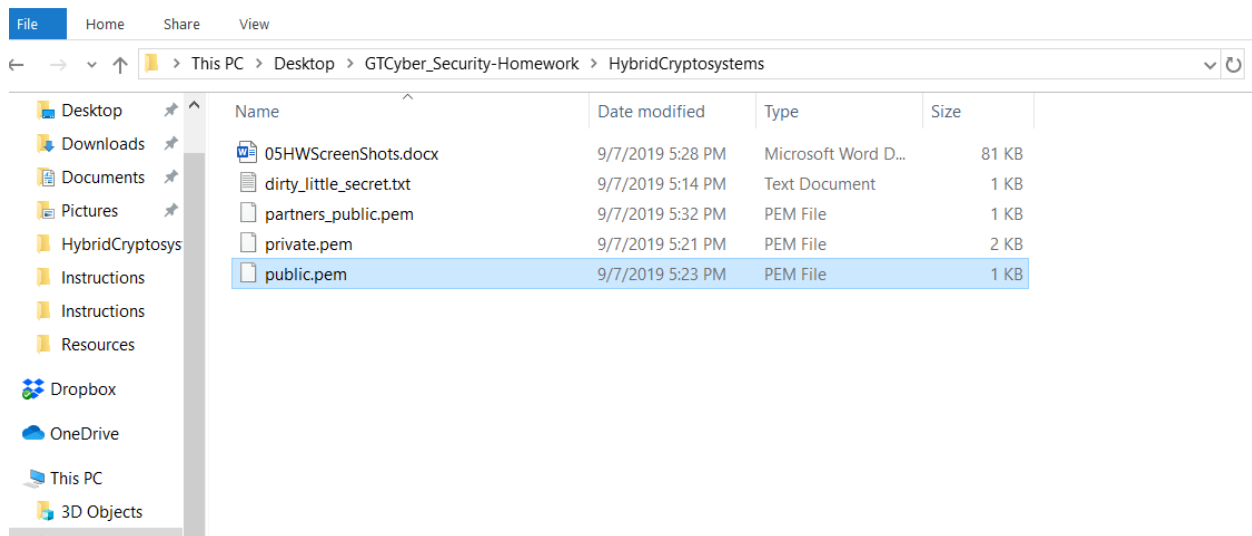 File Home Share View
This PC > Desktop > GTCyber_Security-Homework > HybridCryptosystems
Desktop
Downloads
Documents
Pictures
HybridCryptosys
Instructions
Instructions
Resources
Dropbox
OneDrive
This PC
3D Objects
Name Date modified Type Size
05HWScreenShots.docx 9/7/2019 5:28 PM Microsoft Word D... 81 KB
dirty_little_secret.txt 9/7/2019 5:14 PM Text Document 1 KB
partners_public.pem 9/7/2019 5:32 PM PEM File 1 KB
private.pem 9/7/2019 5:21 PM PEM File 2 KB
public.pem 9/7/2019 5:23 PM PEM File 1 KB